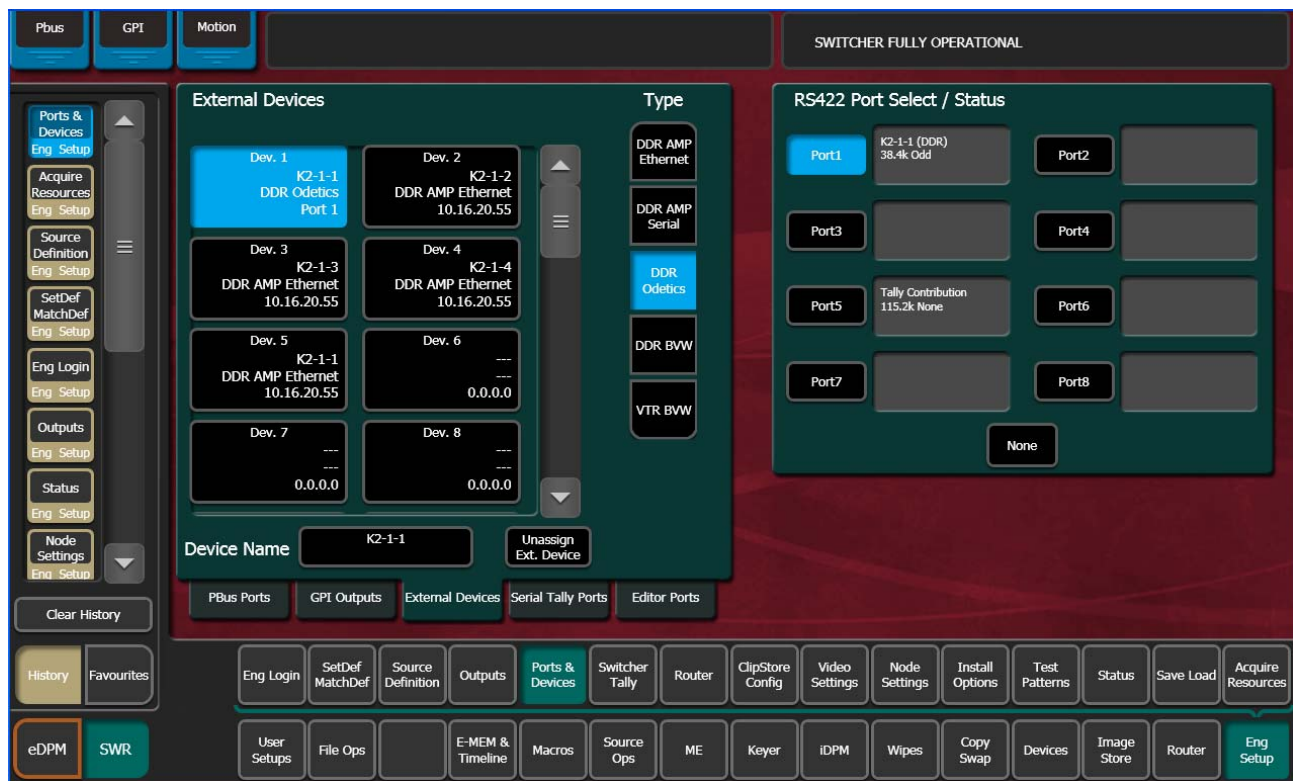 Pbus
GPI
Motion
SWITCHER FULLY OPERATIONAL
Ports &
Devices
Eng Setup
Acquire
Resources
Eng Setup
Source
Definition
Eng Setup
SetDef
MatchDef
Eng Setup
Eng Login
Eng Setup
Outputs
Eng Setup
Status
Eng Setup
Node
Settings
Eng Setup
Clear History
History
Favourites
eDPM
SWR
External Devices
Dev. 1
K2-1-1
DDR Odetics
Port 1
Dev. 2
K2-1-2
DDR AMP Ethernet
10.16.20.55
Dev. 3
K2-1-3
DDR AMP Ethernet
10.16.20.55
Dev. 4
K2-1-4
DDR AMP Ethernet
10.16.20.55
Dev. 5
K2-1-1
DDR AMP Ethernet
10.16.20.55
Dev. 6
---
---
0.0.0.0
Dev. 7
---
---
0.0.0.0
Dev. 8
---
---
0.0.0.0
Device Name
K2-1-1
Unassign
Ext. Device
Type
DDR AMP
Ethernet
DDR AMP
Serial
DDR
Odetics
DDR BVW
VTR BVW
PBus Ports
GPI Outputs
External Devices
Serial Tally Ports
Editor Ports
RS422 Port Select / Status
Port1
K2-1-1 (DDR)
38.4k Odd
Port2
Port3
Port4
Port5
Tally Contribution
115.2k None
Port6
Port7
Port8
None
Eng Login
SetDef
MatchDef
Source
Definition
Outputs
Ports &
Devices
Switcher
Tally
Router
ClipStore
Config
Video
Settings
Node
Settings
Install
Options
Test
Patterns
Status
Save Load
Acquire
Resources
User
Setups
File Ops
E-MEM &
Timeline
Macros
Source
Ops
ME
Keyer
iDPM
Wipes
Copy
Swap
Devices
Image
Store
Router
Eng
Setup